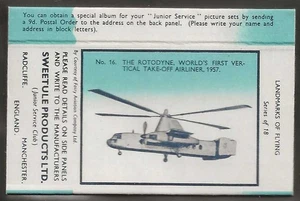 You can obtain a special album for your "Junior Service" picture sets by sending
a 9d. Postal Order to the address on the back panel. (Please write your name and
address in block letters).
No. 16. THE ROTODYNE, WORLD'S FIRST VER-
TICAL TAKE-OFF AIRLINER, 1957.
LANDMARKS OF FLYING
Series of 18
By Courtesy of Fairey Aviation Company Ltd.
PLEASE READ DETAILS ON SIDE PANELS
AND WRITE TO THE MANUFACTURERS
SWEETULE PRODUCTS LTD.
(Junior Service Club)
RADCLIFFE, MANCHESTER,
ENGLAND.